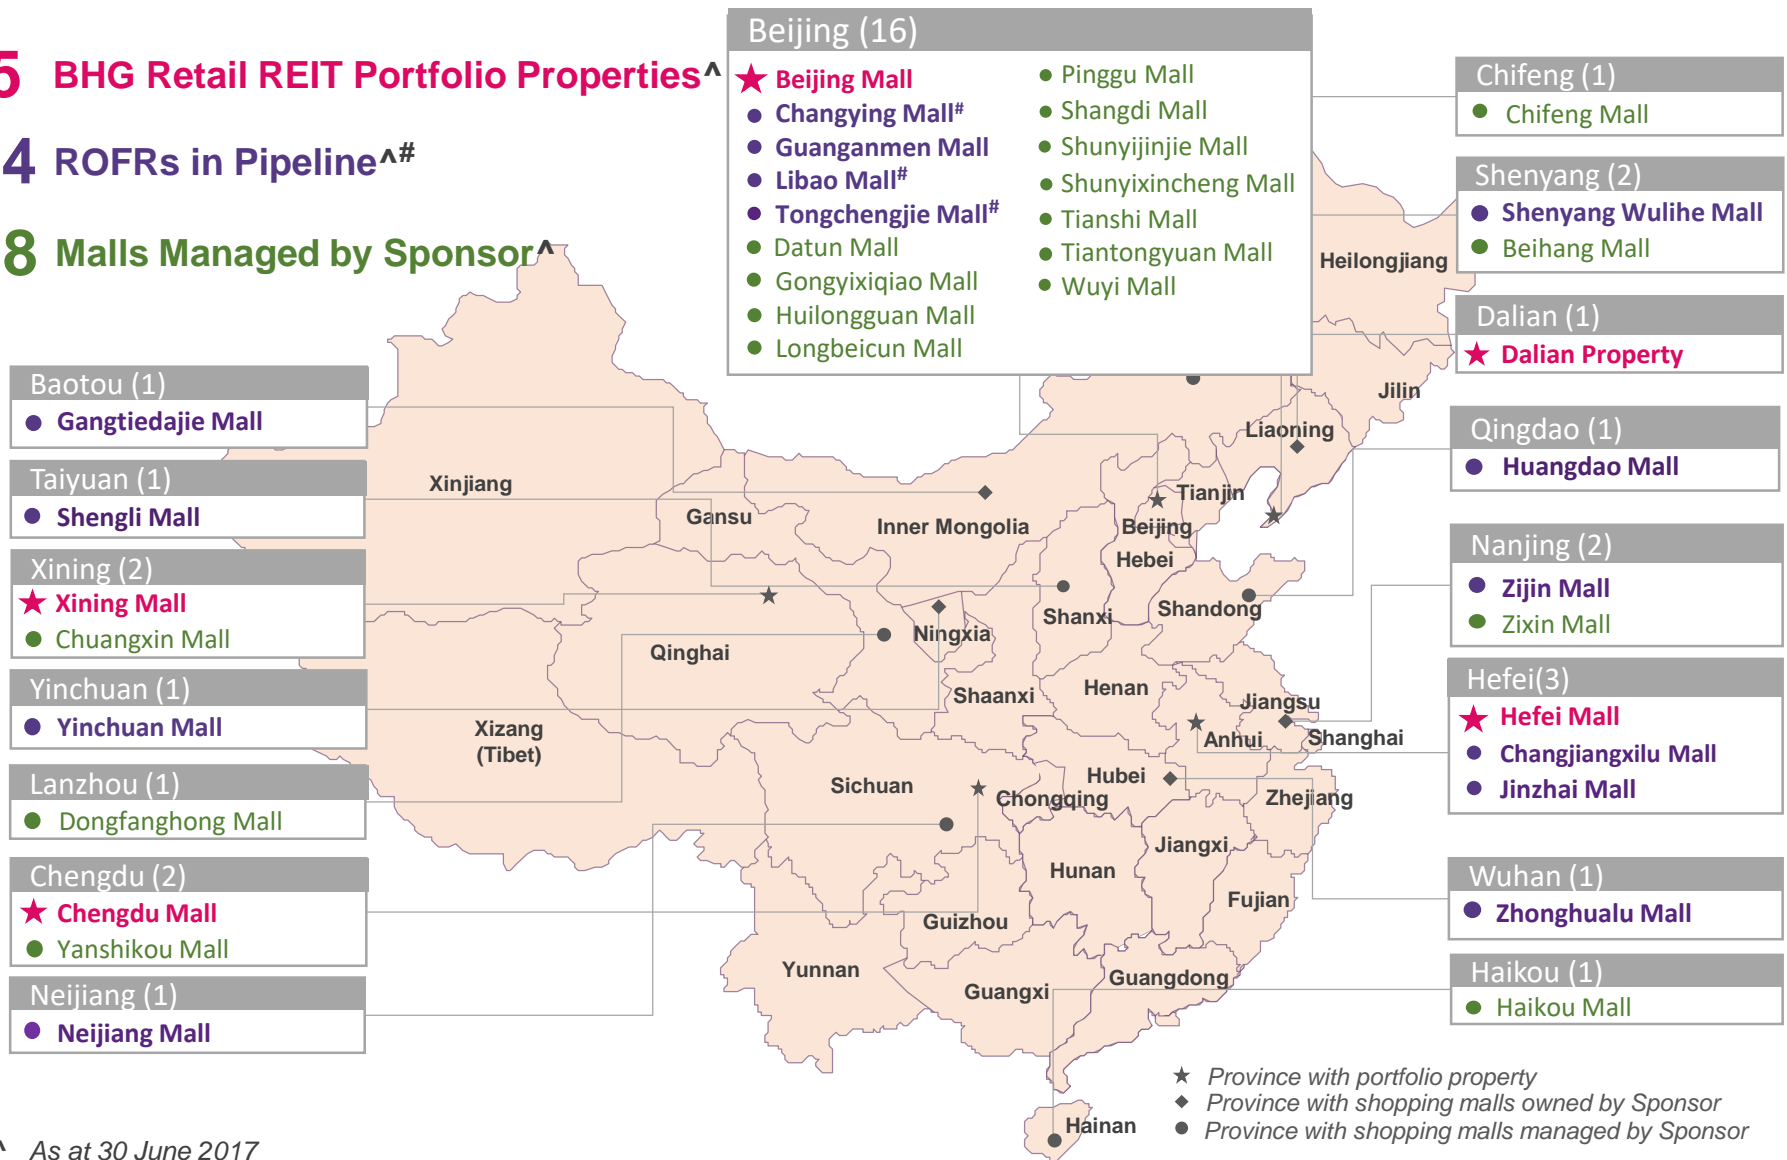 5 BHG Retail REIT Portfolio Properties^
4 ROFRs in Pipeline^#
8 Malls Managed by Sponsor^
Beijing (16)
Beijing Mall
Changying Mall#
Guanganmen Mall
Libao Mall#
Tongchengjie Mall#
Datun Mall
Gongyixiqiao Mall
Huilongguan Mall
Longbeicun Mall
Pinggu Mall
Shangdi Mall
Shunyijinjie Mall
Shunyixincheng Mall
Tianshi Mall
Tiantongyuan Mall
Wuyi Mall
Baotou (1)
Gangtiedajie Mall
Taiyuan (1)
Shengli Mall
Xining (2)
Xining Mall
Chuangxin Mall
Yinchuan (1)
Yinchuan Mall
Lanzhou (1)
Dongfanghong Mall
Chengdu (2)
Chengdu Mall
Yanshikou Mall
Neijiang (1)
Neijiang Mall
Chifeng (1)
Chifeng Mall
Shenyang (2)
Shenyang Wulihe Mall
Beihang Mall
Dalian (1)
Dalian Property
Qingdao (1)
Huangdao Mall
Nanjing (2)
Zijin Mall
Zixin Mall
Hefei(3)
Hefei Mall
Changjiangxilu Mall
Jinzhai Mall
Wuhan (1)
Zhonghualu Mall
Haikou (1)
Haikou Mall
Heilongjiang
Jilin
Liaoning
Xinjiang
Gansu
Inner Mongolia
Tianjin
Beijing
Hebei
Shanxi
Shandong
Ningxia
Qinghai
Shaanxi
Henan
Jiangsu
Xizang
(Tibet)
Anhui
Shanghai
Sichuan
Hubei
Chongqing
Zhejiang
Jiangxi
Hunan
Fujian
Guizhou
Yunnan
Guangxi
Guangdong
Hainan
Province with portfolio property
Province with shopping malls owned by Sponsor
Province with shopping malls managed by Sponsor
^ As at 30 June 2017